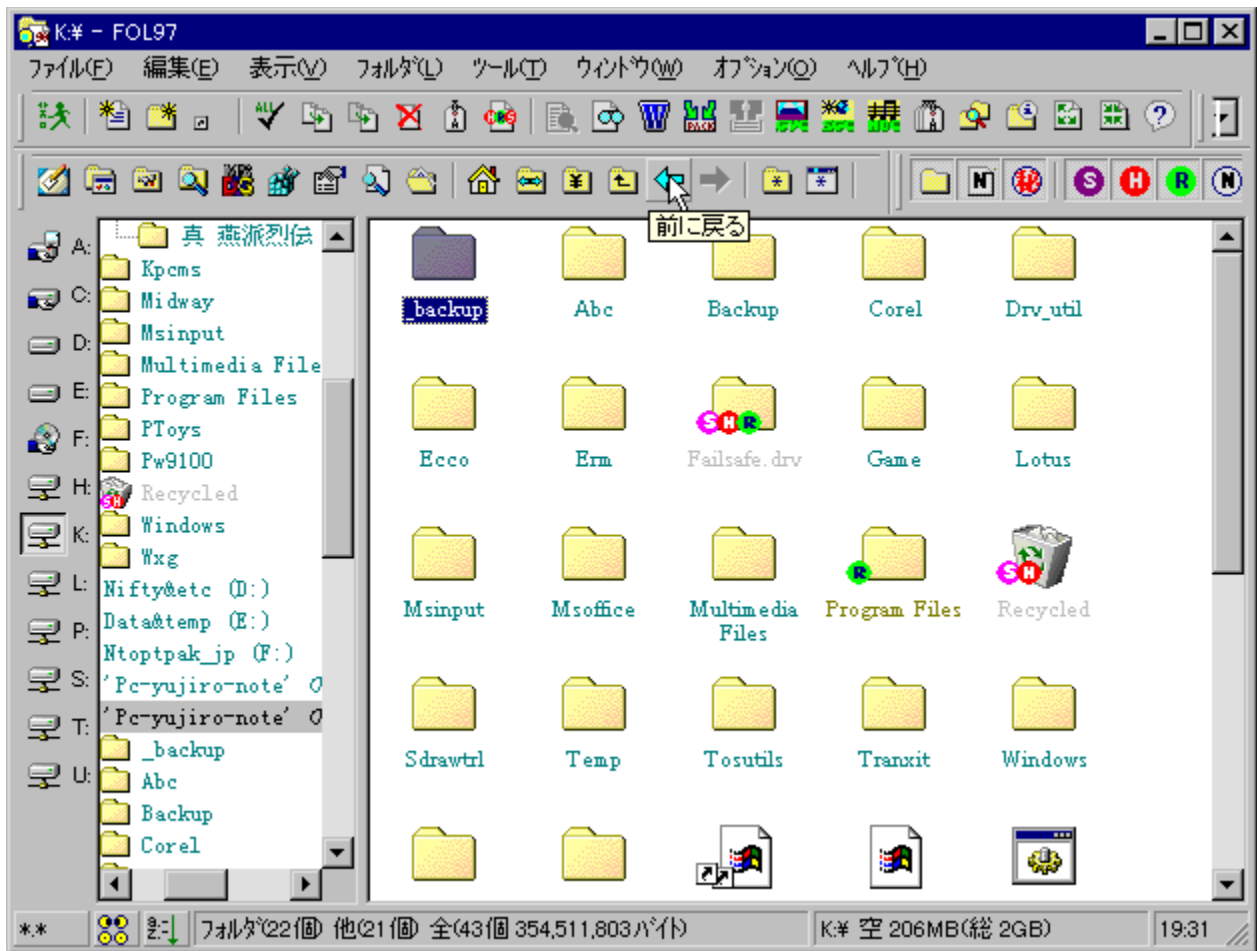 K:¥ - FOL97
ﾌｧｲﾙ(F) 編集(E) 表示(V) ﾌｫﾙﾀﾞ(L) ﾂｰﾙ(T) ｳｨﾝﾄﾞｳ(W) ｵﾌﾟｼｮﾝ(O) ﾍﾙﾌﾟ(H)
ALL
PACK
S H R N
前に戻る
A:
C:
D:
E:
F:
H:
K:
L:
P:
S:
T:
U:
真 燕派烈伝
Kpcms
Midway
Msinput
Multimedia File
Program Files
PToys
Pw9100
Recycled
Windows
Wxg
Nifty&etc (D:)
Data&temp (E:)
Ntoptpak_jp (F:)
'Pc-yujiro-note' の
'Pc-yujiro-note' の
_backup
Abc
Backup
Corel
_backup Abc Backup Corel Drv_util
S H R
Ecco Erm Failsafe.drv Game Lotus
R S H
Msinput Msoffice Multimedia Files Program Files Recycled
Sdrawtrl Temp Tosutils Tranxit Windows
*.* ﾌｫﾙﾀﾞ(22個) 他(21個) 全(43個 354,511,803ﾊﾞｲﾄ) K:¥ 空 206MB(総 2GB) 19:31